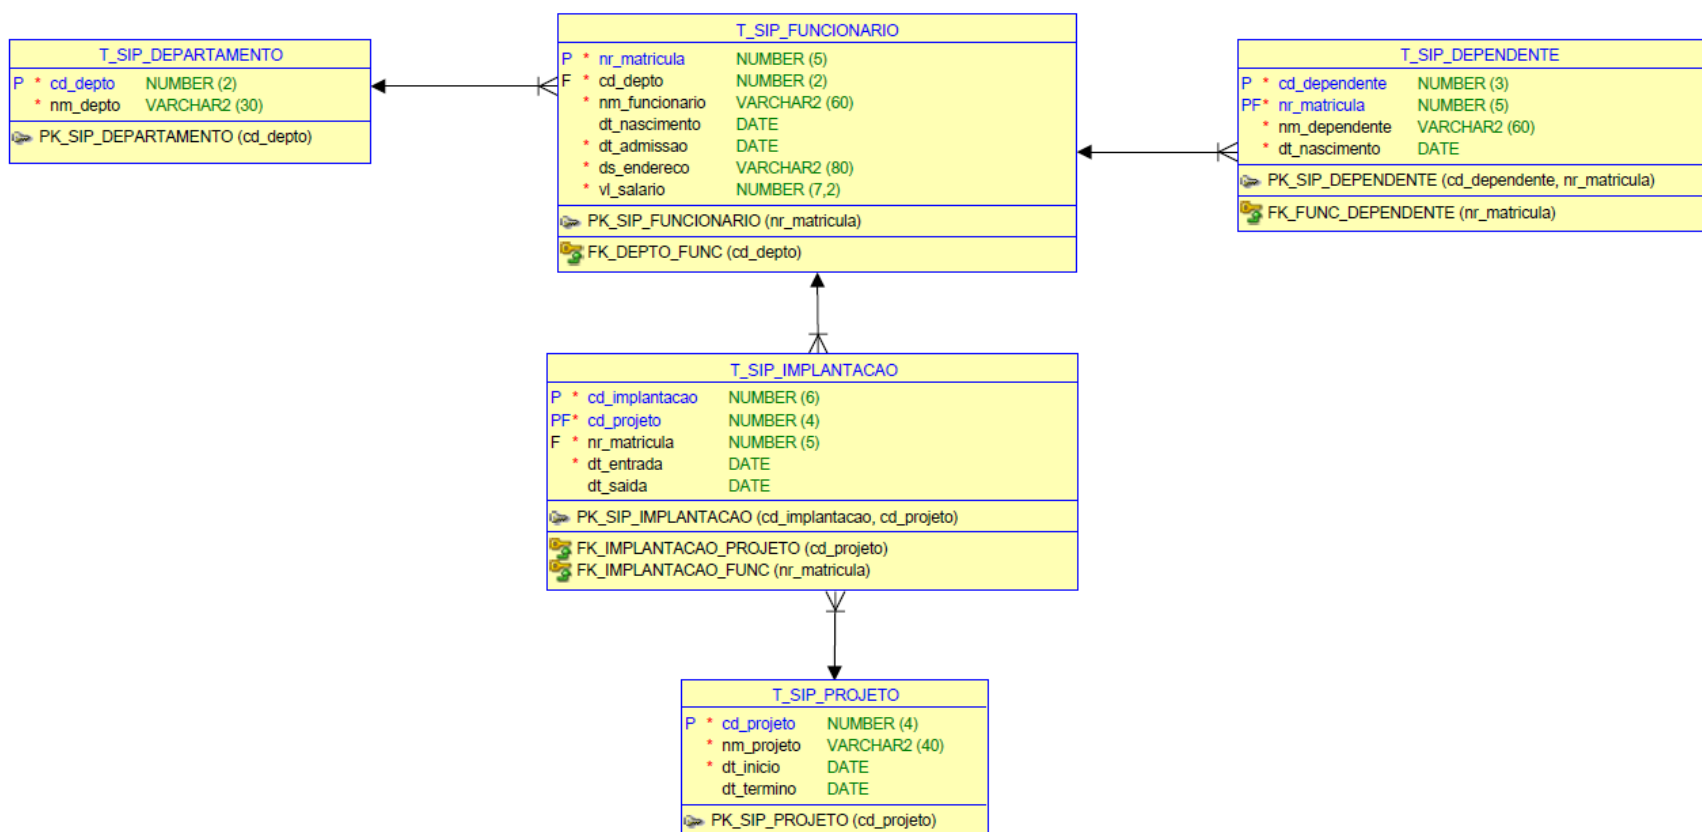 T_SIP_DEPARTAMENTO
P * cd_depto NUMBER (2)
* nm_depto VARCHAR2 (30)
PK_SIP_DEPARTAMENTO (cd_depto)
T_SIP_FUNCIONARIO
P * nr_matricula NUMBER (5)
F * cd_depto NUMBER (2)
* nm_funcionario VARCHAR2 (60)
dt_nascimento DATE
* dt_admissao DATE
* ds_endereco VARCHAR2 (80)
* vl_salario NUMBER (7,2)
PK_SIP_FUNCIONARIO (nr_matricula)
FK_DEPTO_FUNC (cd_depto)
T_SIP_DEPENDENTE
P * cd_dependente NUMBER (3)
PF* nr_matricula NUMBER (5)
* nm_dependente VARCHAR2 (60)
* dt_nascimento DATE
PK_SIP_DEPENDENTE (cd_dependente, nr_matricula)
FK_FUNC_DEPENDENTE (nr_matricula)
T_SIP_IMPLANTACAO
P * cd_implantacao NUMBER (6)
PF* cd_projeto NUMBER (4)
F * nr_matricula NUMBER (5)
* dt_entrada DATE
dt_saida DATE
PK_SIP_IMPLANTACAO (cd_implantacao, cd_projeto)
FK_IMPLANTACAO_PROJETO (cd_projeto)
FK_IMPLANTACAO_FUNC (nr_matricula)
T_SIP_PROJETO
P * cd_projeto NUMBER (4)
* nm_projeto VARCHAR2 (40)
* dt_inicio DATE
dt_termino DATE
PK_SIP_PROJETO (cd_projeto)